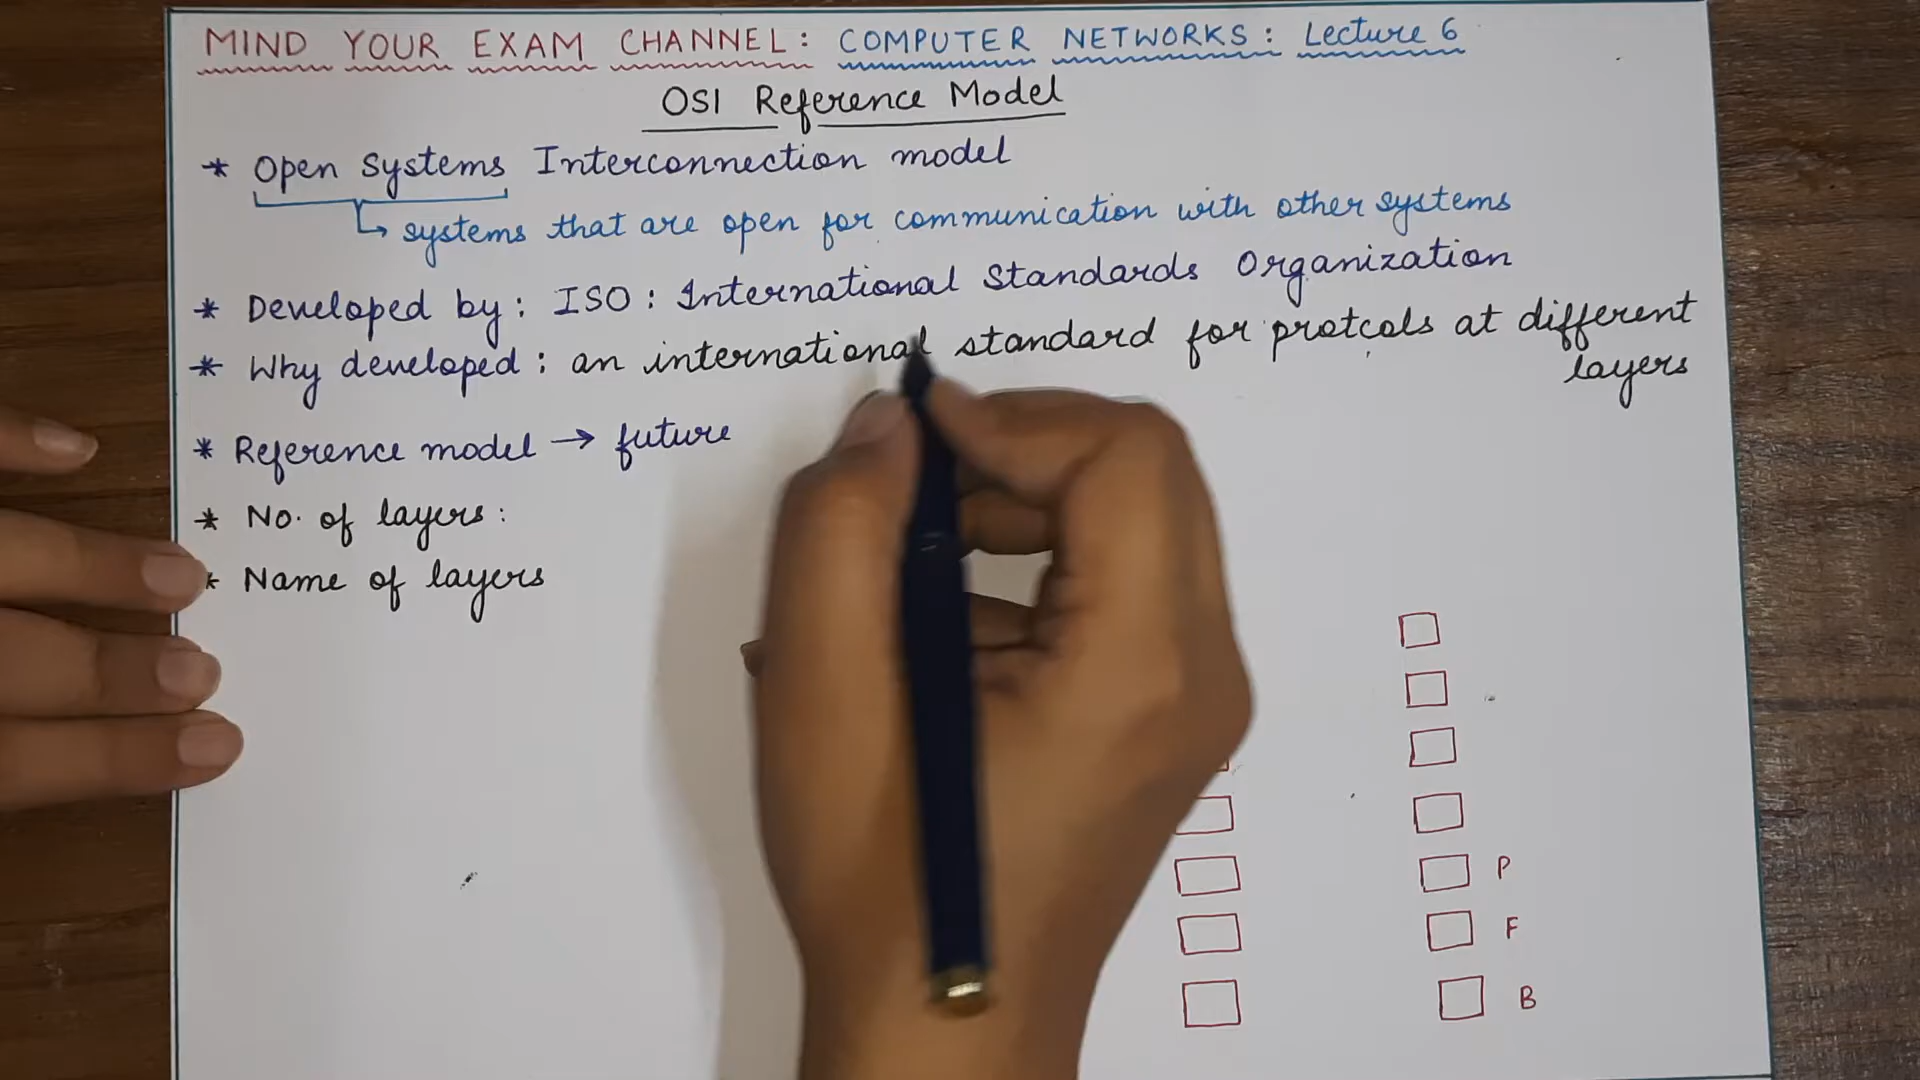 MIND YOUR EXAM CHANNEL: COMPUTER NETWORKS: Lecture 6
OSI Reference Model
* Open Systems Interconnection model
↳ systems that are open for communication with other systems
* Developed by: ISO: International Standards Organization
* Why developed: an international standard for protcols at different
layers
* Reference model → future
* No. of layers:
* Name of layers
P
F
B